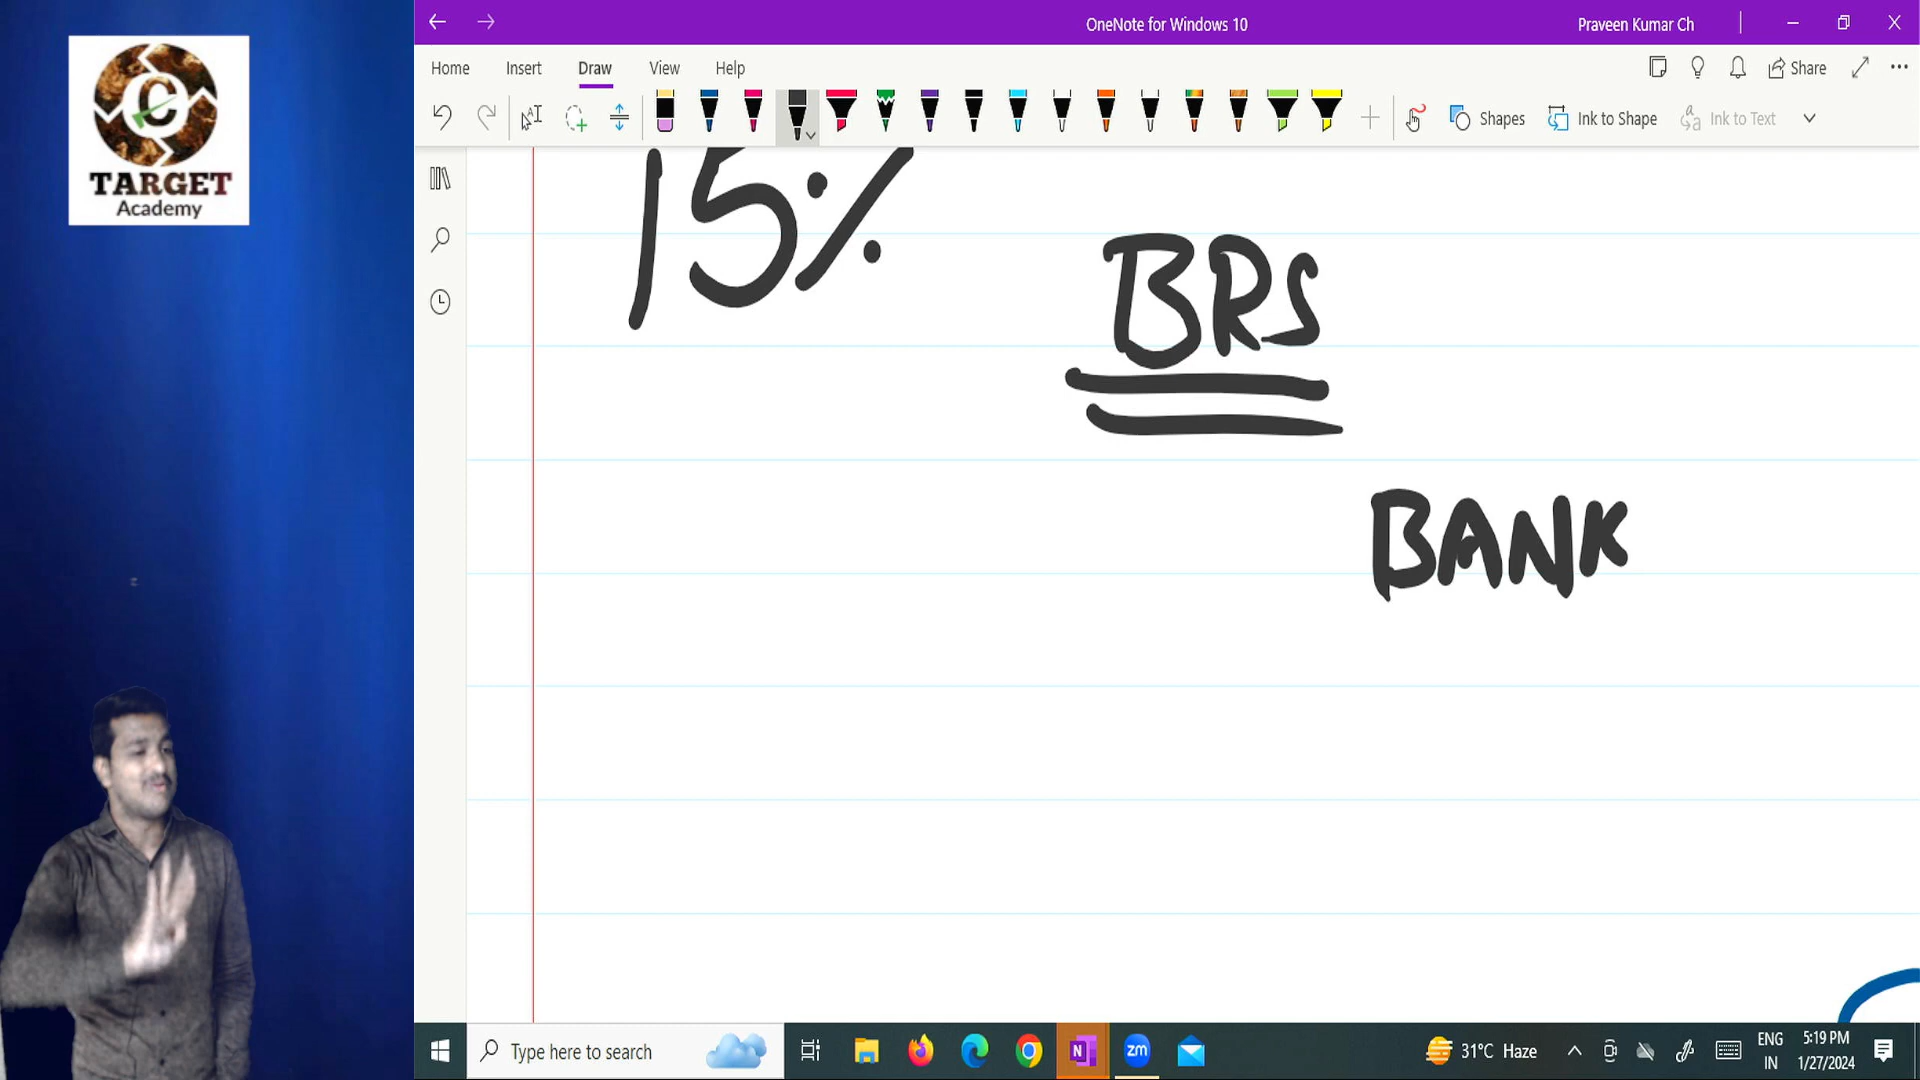 OneNote for Windows 10
Praveen Kumar Ch
Home Insert Draw View Help
Share
Shapes Ink to Shape Ink to Text
C
TARGET
Academy
15%
BRS
BANK
Type here to search
N
zm
31°C Haze
ENG
IN
5:19 PM
1/27/2024